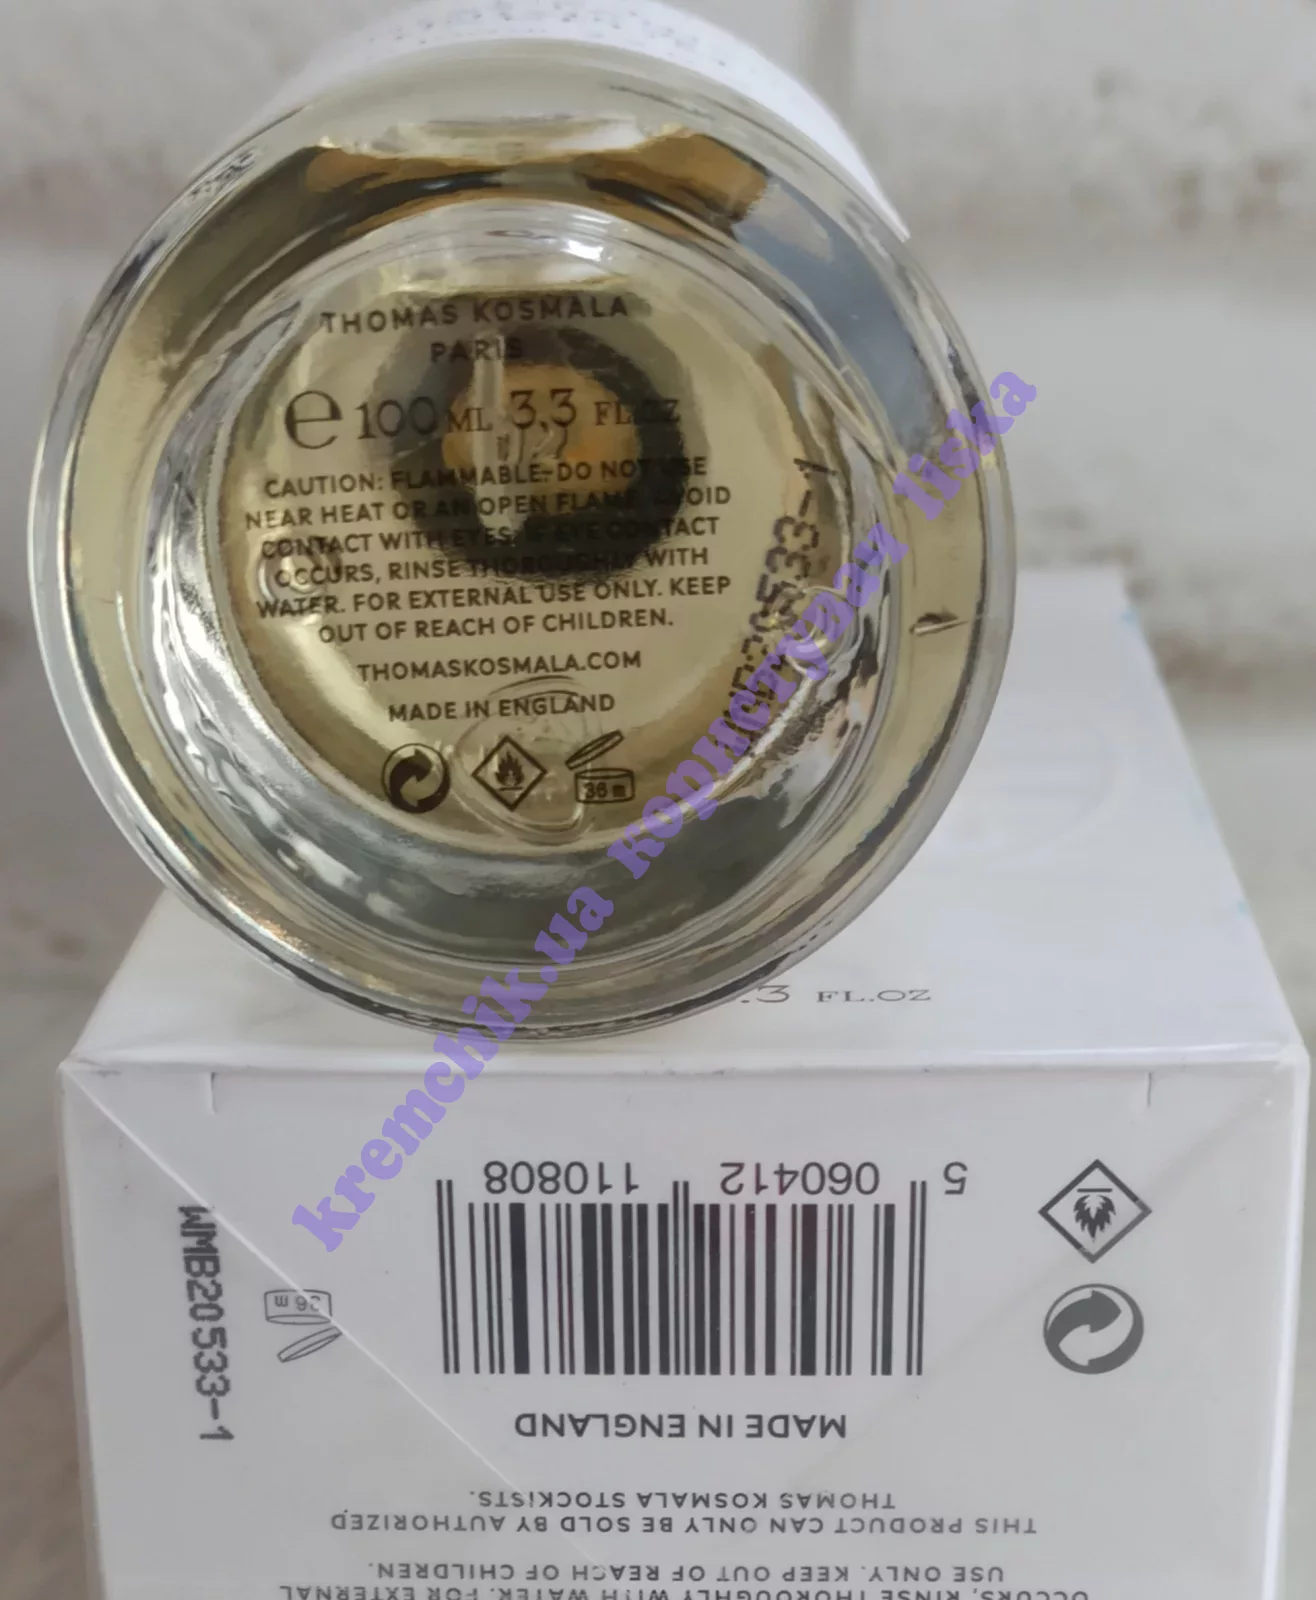 THOMAS KOSMALA
PARIS
e 100 ML 3,3 FL.OZ
CAUTION: FLAMMABLE. DO NOT USE
NEAR HEAT OR AN OPEN FLAME. AVOID
CONTACT WITH EYES. IF EYE CONTACT
OCCURS, RINSE THOROUGHLY WITH
WATER. FOR EXTERNAL USE ONLY. KEEP
OUT OF REACH OF CHILDREN.
THOMASKOSMALA.COM
MADE IN ENGLAND
36 m
WMB20533-1
kremchik.ua користувач liska
.3 FL.OZ
5 060412 110808
WMB20533-1
36 m
MADE IN ENGLAND
THIS PRODUCT CAN ONLY BE SOLD BY AUTHORIZED
THOMAS KOSMALA STOCKISTS.
OCCURS, RINSE THOROUGHLY WITH WATER. FOR EXTERNAL
USE ONLY. KEEP OUT OF REACH OF CHILDREN.